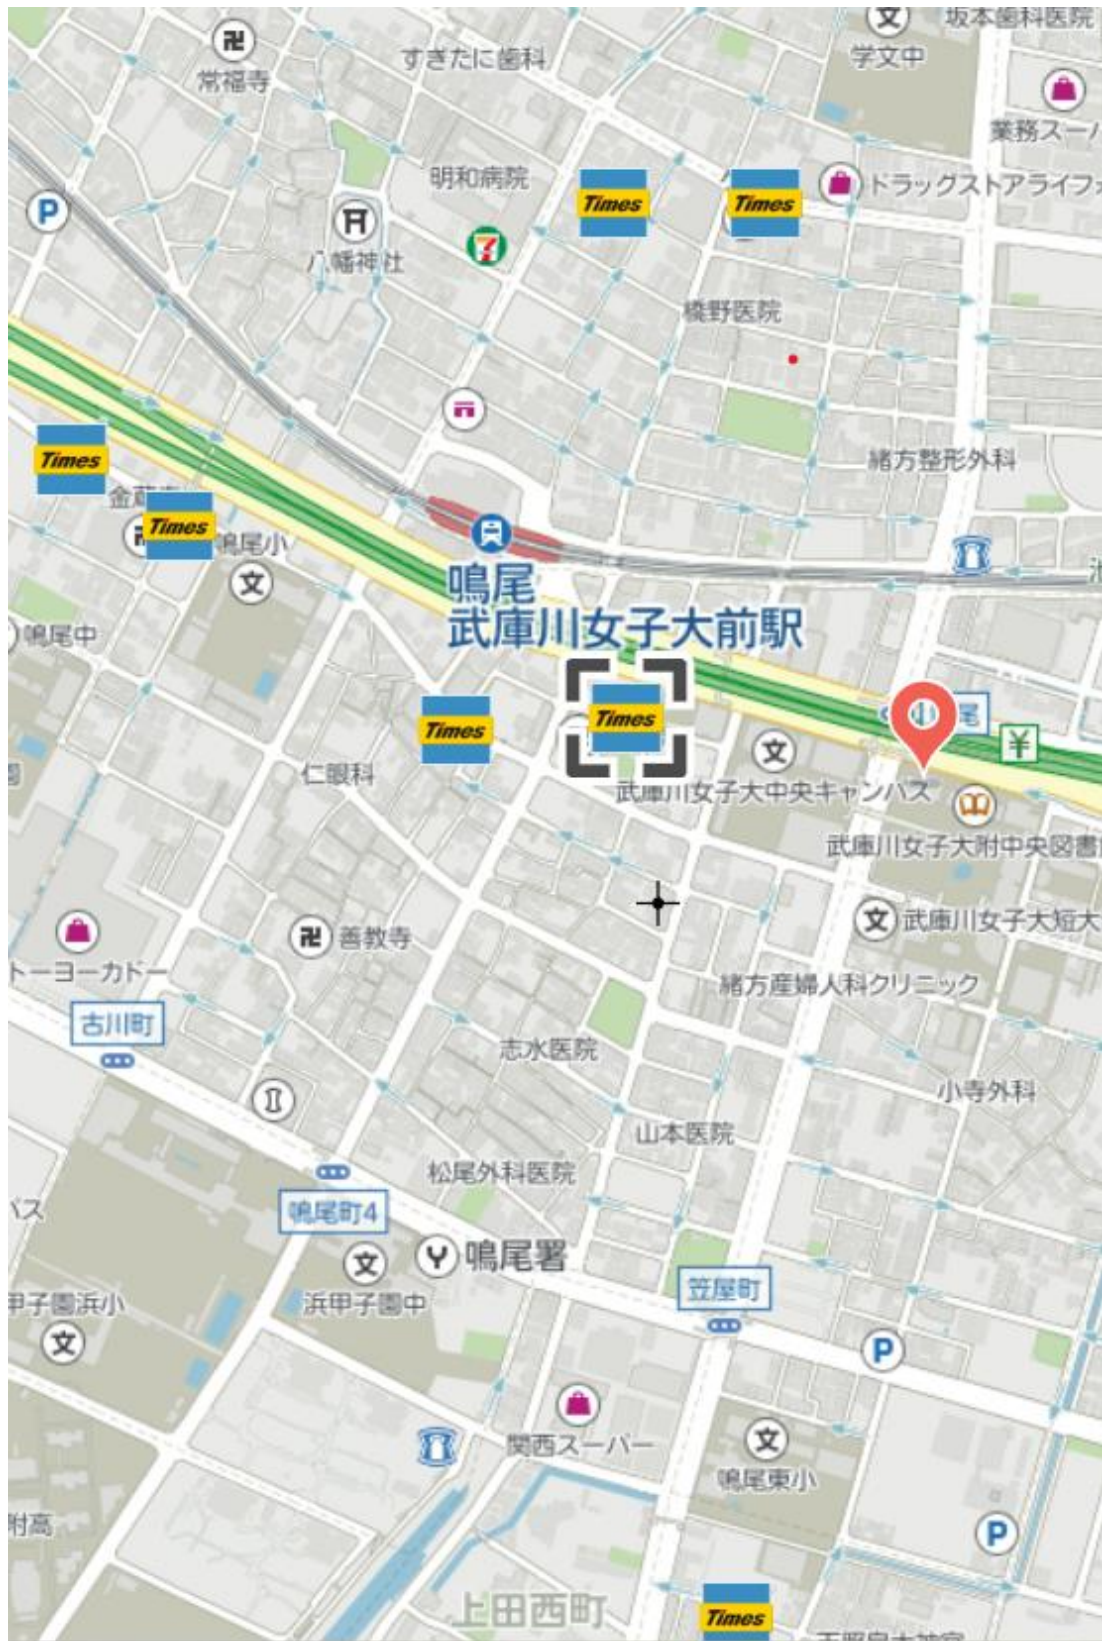 坂本歯科医院
学文中
すぎたに歯科
常福寺
業務スーパ
明和病院
ドラッグストアライフォ
P
Times
Times
八幡神社
橋野医院
緒方整形外科
Times
Times
鳴尾小
鳴尾
武庫川女子大前駅
鳴尾中
Times
Times
尾
仁眼科
武庫川女子大中央キャンパス
武庫川女子大附中央図書
武庫川女子大短大
善教寺
トーヨーカドー
緒方産婦人科クリニック
古川町
志水医院
小寺外科
山本医院
松尾外科医院
パス
鳴尾町4
鳴尾署
笠屋町
甲子園浜小
浜甲子園中
P
関西スーパー
鳴尾東小
附高
P
上田西町
Times